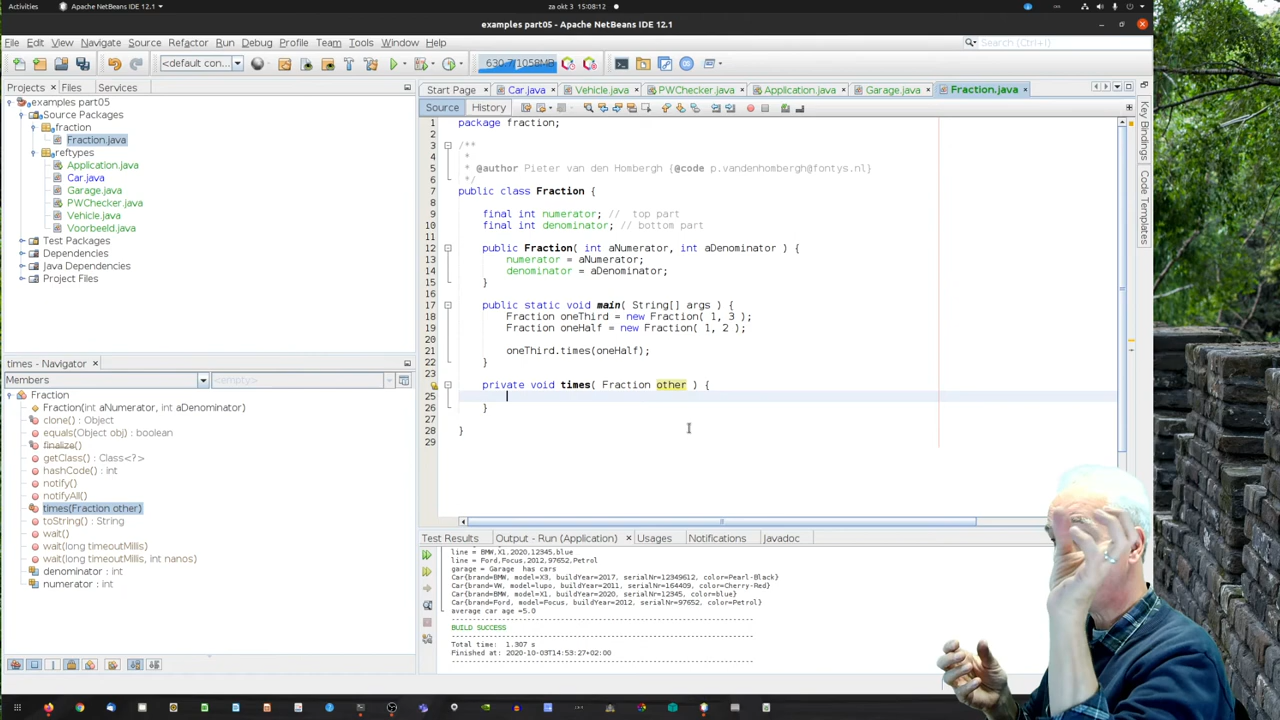 Activities
Apache NetBeans IDE 12.1
za okt 3 15:08:12
examples part05 - Apache NetBeans IDE 12.1
File Edit View Navigate Source Refactor Run Debug Profile Team Tools Window Help
Search (Ctrl+I)
<default con...
630.7/1058MB
Projects × Files Services
Start Page Car.java Vehicle.java PWChecker.java Application.java Garage.java Fraction.java
Source History
examples part05
Source Packages
fraction
Fraction.java
reftypes
Application.java
Car.java
Garage.java
PWChecker.java
Vehicle.java
Voorbeeld.java
Test Packages
Dependencies
Java Dependencies
Project Files
1 package fraction;
2
3 /**
4 *
5 * @author Pieter van den Hombergh {@code p.vandenhombergh@fontys.nl}
6 */
7 public class Fraction {
8
9 final int numerator; // top part
10 final int denominator; // bottom part
11
12 public Fraction( int aNumerator, int aDenominator ) {
13 numerator = aNumerator;
14 denominator = aDenominator;
15 }
16
17 public static void main( String[] args ) {
18 Fraction oneThird = new Fraction( 1, 3 );
19 Fraction oneHalf = new Fraction( 1, 2 );
20
21 oneThird.times(oneHalf);
22 }
23
private void times( Fraction other ) {
25
26 }
27
28 }
29
Key Bindings
Code Templates
times - Navigator ×
Members
<empty>
Fraction
Fraction(int aNumerator, int aDenominator)
clone() : Object
equals(Object obj) : boolean
finalize()
getClass() : Class<?>
hashCode() : int
notify()
notifyAll()
times(Fraction other)
toString() : String
wait()
wait(long timeoutMillis)
wait(long timeoutMillis, int nanos)
denominator : int
numerator : int
Test Results Output - Run (Application) × Usages Notifications Javadoc
line = BMW,X1,2020,12345,blue
line = Ford,Focus,2012,97652,Petrol
garage = Garage has cars
Car{brand=BMW, model=X3, buildYear=2017, serialNr=12349612, color=Pearl-Black}
Car{brand=VW, model=lupo, buildYear=2011, serialNr=164409, color=Cherry-Red}
Car{brand=BMW, model=X1, buildYear=2020, serialNr=12345, color=blue}
Car{brand=Ford, model=Focus, buildYear=2012, serialNr=97652, color=Petrol}
average car age =5.0
------------------------------------------------------------------------
BUILD SUCCESS
------------------------------------------------------------------------
Total time: 1.307 s
Finished at: 2020-10-03T14:53:27+02:00
------------------------------------------------------------------------